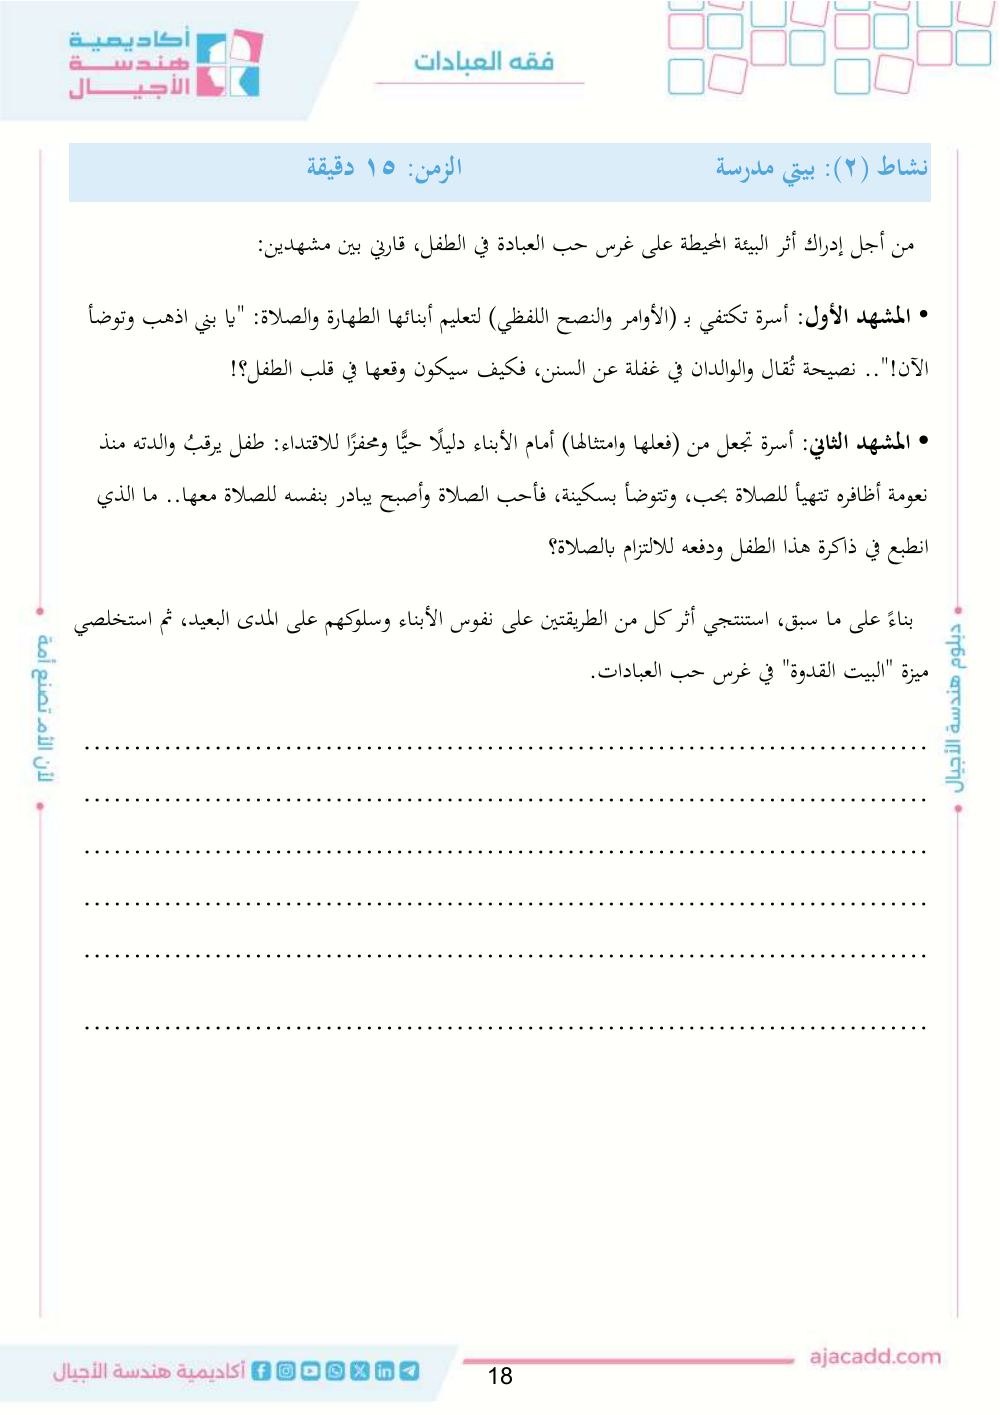 أكاديمية
هندسة
الأجيال
فقه العبادات
نشاط (٢): بيتي مدرسة الزمن: ١٥ دقيقة
من أجل إدراك أثر البيئة المحيطة على غرس حب العبادة في الطفل، قارني بين مشهدين:
• المشهد الأول: أسرة تكتفي بـ (الأوامر والنصح اللفظي) لتعليم أبنائها الطهارة والصلاة: "يا بني اذهب وتوضأ
الآن!".. نصيحة تُقال والوالدان في غفلة عن السنن، فكيف سيكون وقعها في قلب الطفل؟!
• المشهد الثاني: أسرة تجعل من (فعلها وامتثالها) أمام الأبناء دليلًا حيًّا ومحفزًا للاقتداء: طفل يرقبُ والدته منذ
نعومة أظافره تتهيأ للصلاة بحب، وتتوضأ بسكينة، فأحب الصلاة وأصبح يبادر بنفسه للصلاة معها.. ما الذي
انطبع في ذاكرة هذا الطفل ودفعه للالتزام بالصلاة؟
بناءً على ما سبق، استنتجي أثر كل من الطريقتين على نفوس الأبناء وسلوكهم على المدى البعيد، ثم استخلصي
ميزة "البيت القدوة" في غرس حب العبادات.
دبلوم هندسة الأجيال
لأن الأم تصنع أمة
أكاديمية هندسة الأجيال
18
ajacadd.com